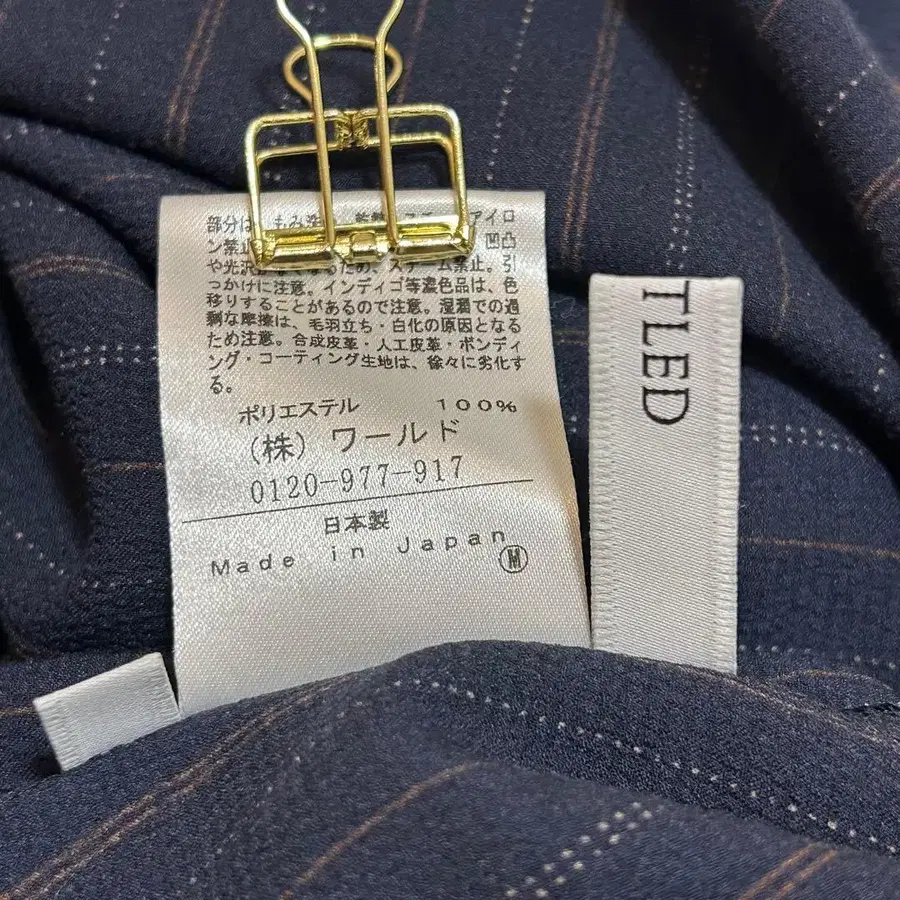 部分は、もみ洗
アイロ
ン禁止
凹凸
や光沢
なくなるため、スチーム禁止。引
っかけに注意。インディゴ等濃色品は、色
移りすることがあるので注意。湿潤での過
剰な摩擦は、毛羽立ち・白化の原因となる
ため注意。合成皮革・人工皮革・ボンディ
ング・コーティング生地は、徐々に劣化す
る。
ポリエステル 100%
(株) ワールド
0120-977-917
日本製
Made in Japan
M
TLED